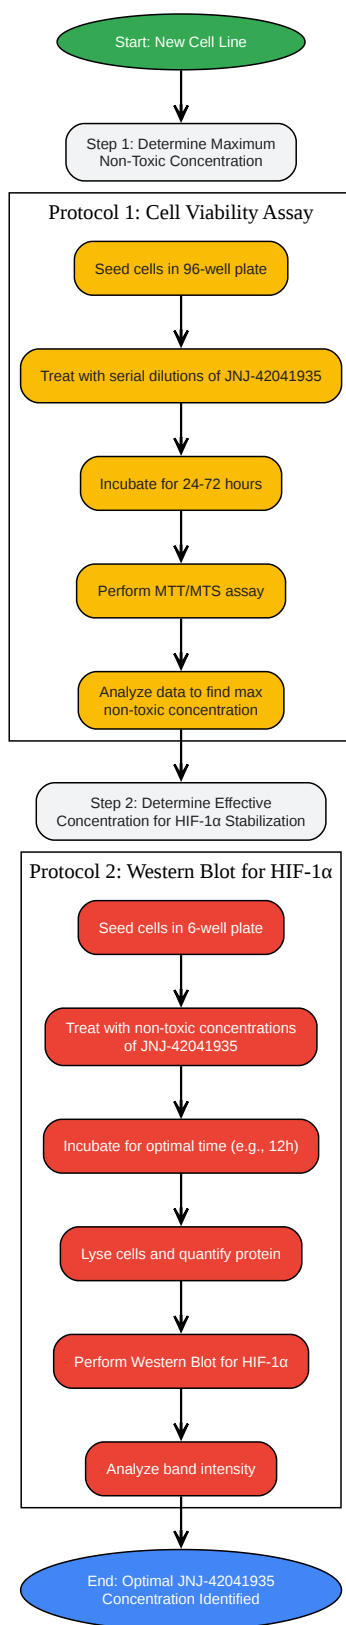 Start: New Cell Line
Step 1: Determine Maximum
Non-Toxic Concentration
Protocol 1: Cell Viability Assay
Seed cells in 96-well plate
Treat with serial dilutions of JNJ-42041935
Incubate for 24-72 hours
Perform MTT/MTS assay
Analyze data to find max
non-toxic concentration
Step 2: Determine Effective
Concentration for HIF-1α Stabilization
Protocol 2: Western Blot for HIF-1α
Seed cells in 6-well plate
Treat with non-toxic concentrations
of JNJ-42041935
Incubate for optimal time (e.g., 12h)
Lyse cells and quantify protein
Perform Western Blot for HIF-1α
Analyze band intensity
End: Optimal JNJ-42041935
Concentration Identified